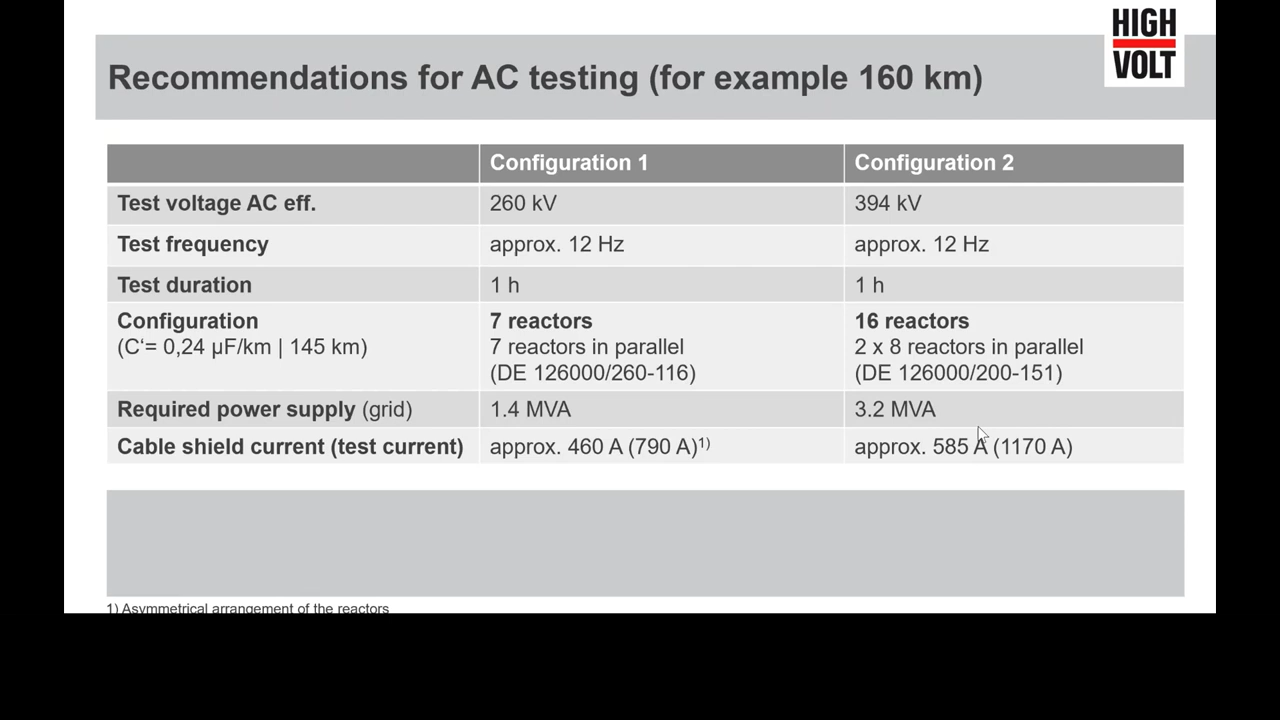 HIGH
VOLT
Recommendations for AC testing (for example 160 km)
Configuration 1 Configuration 2
Test voltage AC eff. 260 kV 394 kV
Test frequency approx. 12 Hz approx. 12 Hz
Test duration 1 h 1 h
Configuration 7 reactors 16 reactors
(C‘= 0,24 µF/km | 145 km) 7 reactors in parallel 2 x 8 reactors in parallel
(DE 126000/260-116) (DE 126000/200-151)
Required power supply (grid) 1.4 MVA 3.2 MVA
Cable shield current (test current) approx. 460 A (790 A)1) approx. 585 A (1170 A)
1) Asymmetrical arrangement of the reactors